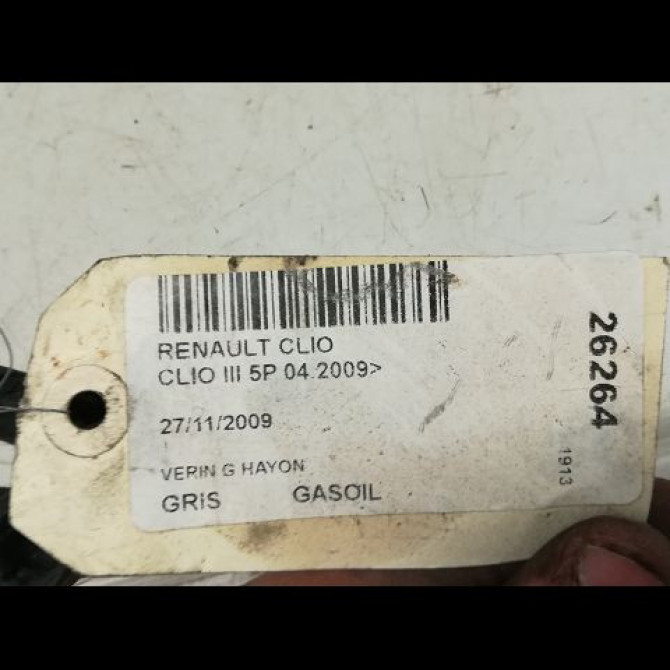 RENAULT CLIO
CLIO III 5P 04.2009>
27/11/2009
VERIN G HAYON
GRIS GASOIL
26264
1913